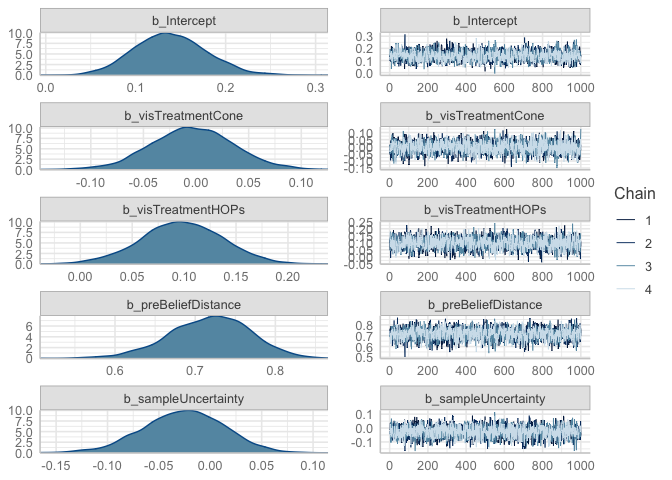 b_Intercept
10.0
7.5
5.0
2.5
0.0
0.0 0.1 0.2 0.3
b_Intercept
0.3
0.2
0.1
0.0
0 200 400 600 800 1000
b_visTreatmentCone
10.0
7.5
5.0
2.5
0.0
-0.10 -0.05 0.00 0.05 0.10
b_visTreatmentCone
0.10
0.05
0.00
-0.05
-0.10
-0.15
0 200 400 600 800 1000
b_visTreatmentHOPs
10.0
7.5
5.0
2.5
0.0
0.00 0.05 0.10 0.15 0.20
b_visTreatmentHOPs
0.25
0.20
0.15
0.10
0.05
0.00
-0.05
0 200 400 600 800 1000
b_preBeliefDistance
6
4
2
0
0.6 0.7 0.8
b_preBeliefDistance
0.8
0.7
0.6
0.5
0 200 400 600 800 1000
b_sampleUncertainty
10.0
7.5
5.0
2.5
0.0
-0.15 -0.10 -0.05 0.00 0.05 0.10
b_sampleUncertainty
0.1
0.0
-0.1
0 200 400 600 800 1000
Chain
1
2
3
4